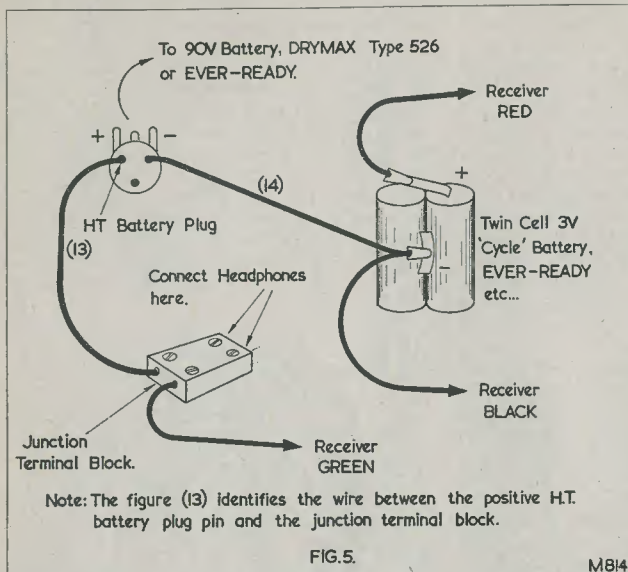 To 90V Battery, DRYMAX Type 526
or EVER-READY.
+ -
HT Battery Plug
(13)
(14)
Receiver
RED
+
-
Twin Cell 3V
'Cycle' Battery,
EVER-READY
etc...
Connect Headphones
here.
Junction
Terminal Block.
Receiver
BLACK
Receiver
GREEN
Note: The figure (13) identifies the wire between the positive H.T.
battery plug pin and the junction terminal block.
FIG.5.
M814